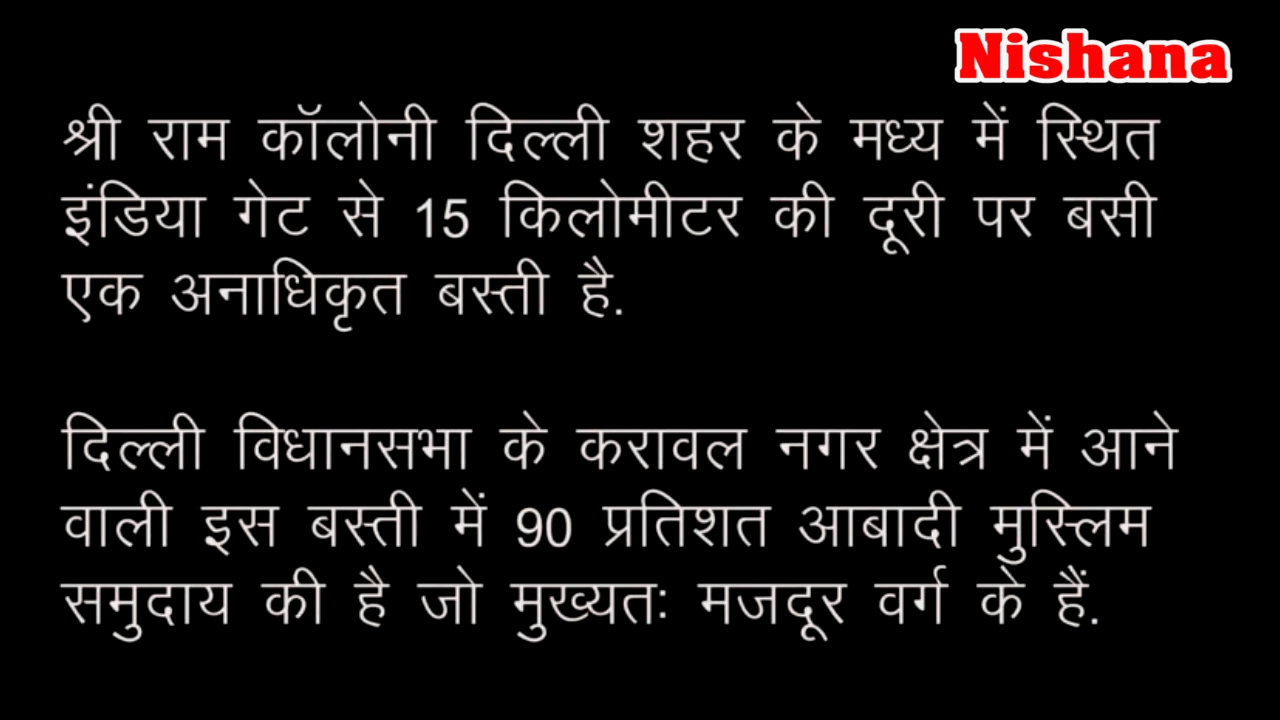 Nishana
श्री राम कॉलोनी दिल्ली शहर के मध्य में स्थित
इंडिया गेट से 15 किलोमीटर की दूरी पर बसी
एक अनाधिकृत बस्ती है.
दिल्ली विधानसभा के करावल नगर क्षेत्र में आने
वाली इस बस्ती में 90 प्रतिशत आबादी मुस्लिम
समुदाय की है जो मुख्यतः मजदूर वर्ग के हैं.